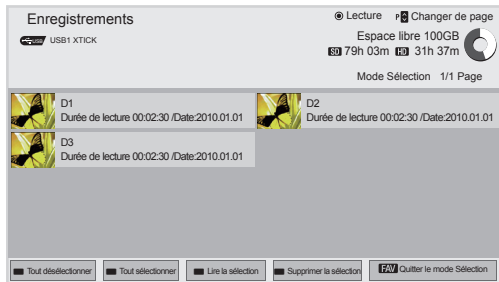 Enregistrements
Lecture P Changer de page
USB USB1 XTICK
Espace libre 100GB
SD 79h 03m HD 31h 37m
Mode Sélection 1/1 Page
D1
Durée de lecture 00:02:30 /Date:2010.01.01
D2
Durée de lecture 00:02:30 /Date:2010.01.01
D3
Durée de lecture 00:02:30 /Date:2010.01.01
Tout désélectionner Tout sélectionner Lire la sélection Supprimer la sélection FAV Quitter le mode Sélection